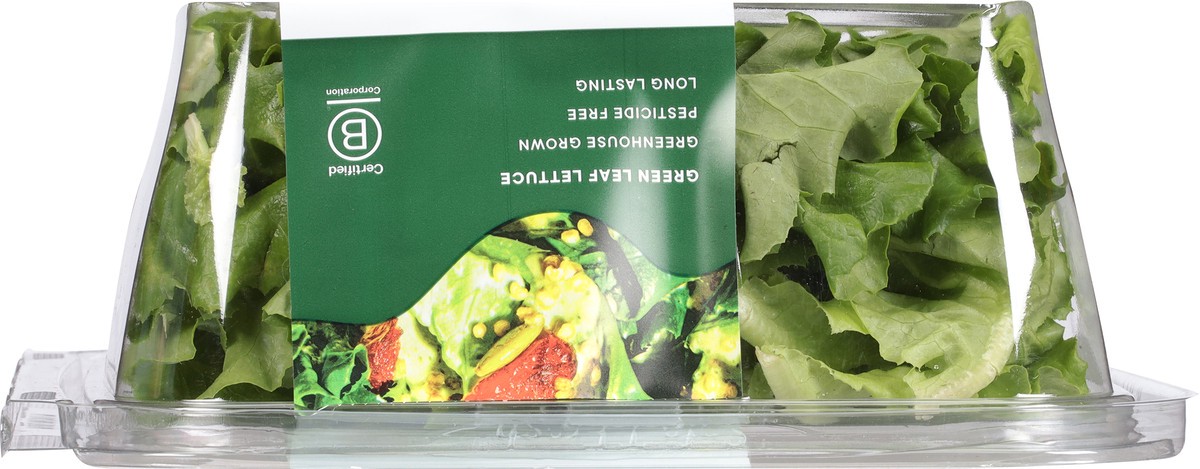 GREEN LEAF LETTUCE
GREENHOUSE GROWN
PESTICIDE FREE
LONG LASTING
Certified
B
Corporation